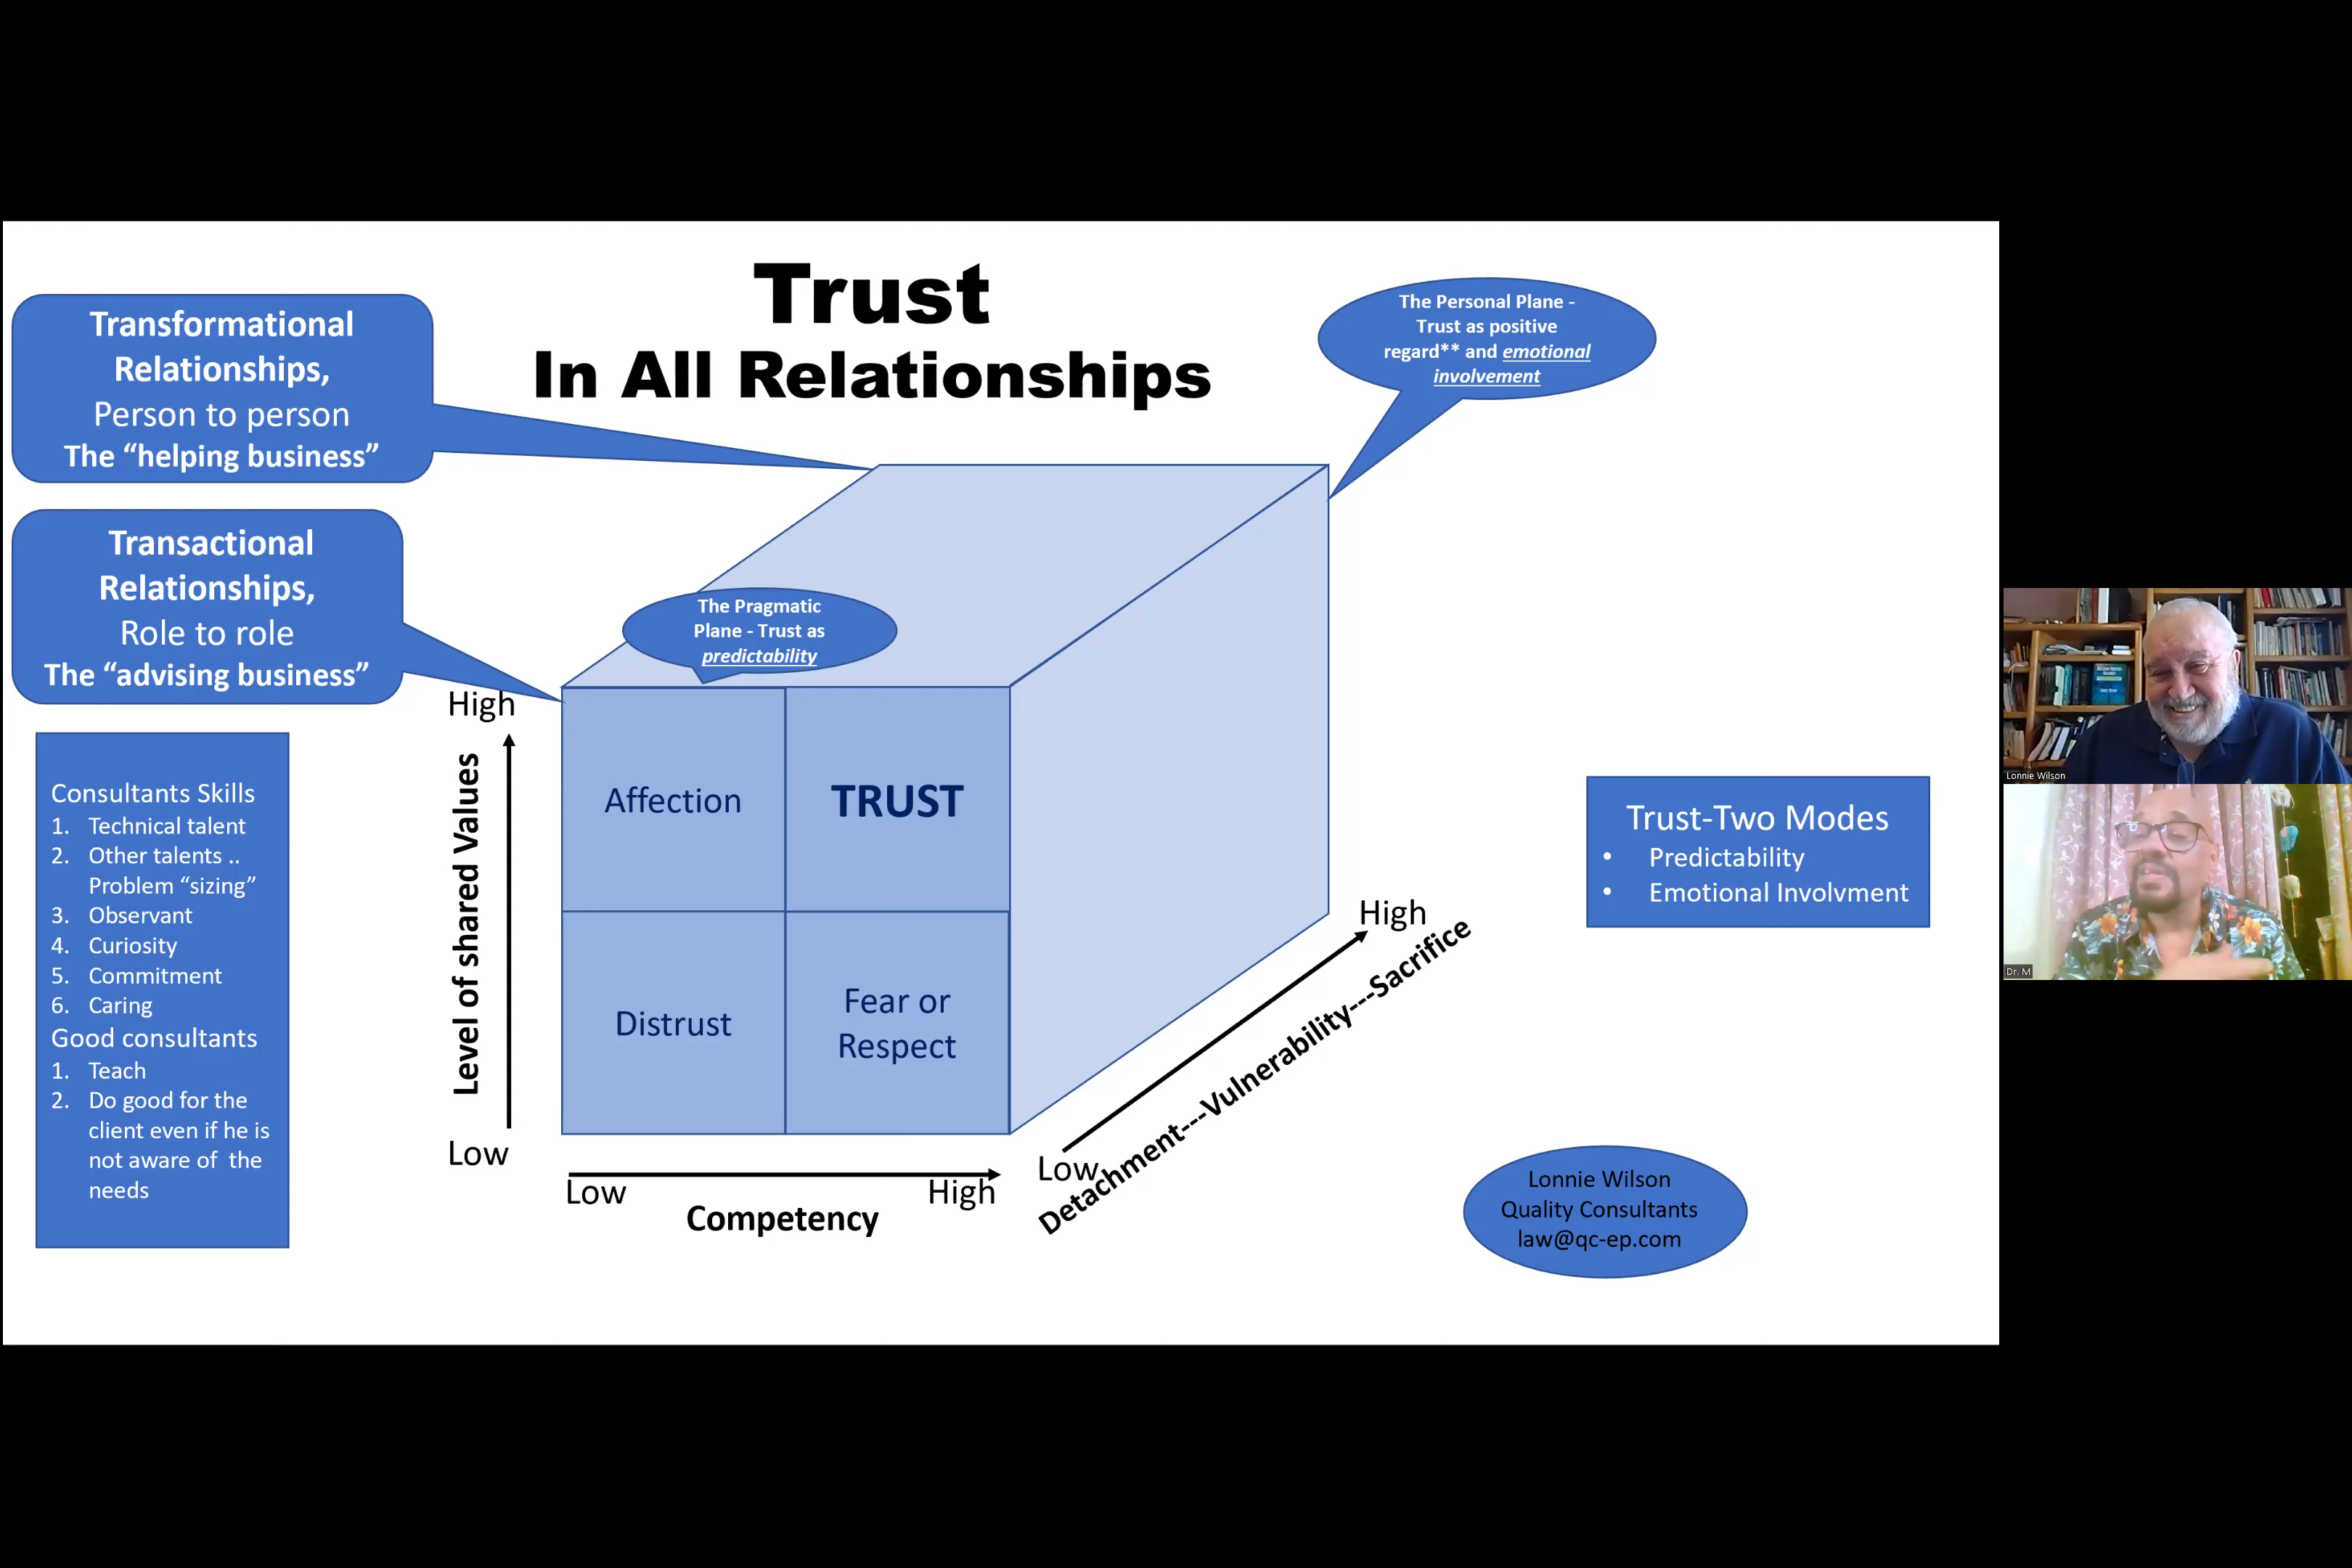 Trust
In All Relationships
Transformational
Relationships,
Person to person
The “helping business”
The Personal Plane -
Trust as positive
regard** and emotional
involvement
Transactional
Relationships,
Role to role
The “advising business”
The Pragmatic
Plane - Trust as
predictability
High
Level of shared Values
Low
Affection
TRUST
Distrust
Fear or
Respect
Low
High
Competency
Low
High
Detachment---Vulnerability---Sacrifice
Consultants Skills
1. Technical talent
2. Other talents ..
Problem “sizing”
3. Observant
4. Curiosity
5. Commitment
6. Caring
Good consultants
1. Teach
2. Do good for the
client even if he is
not aware of the
needs
Trust-Two Modes
• Predictability
• Emotional Involvment
Lonnie Wilson
Quality Consultants
law@qc-ep.com
Lonnie Wilson
Dr. M